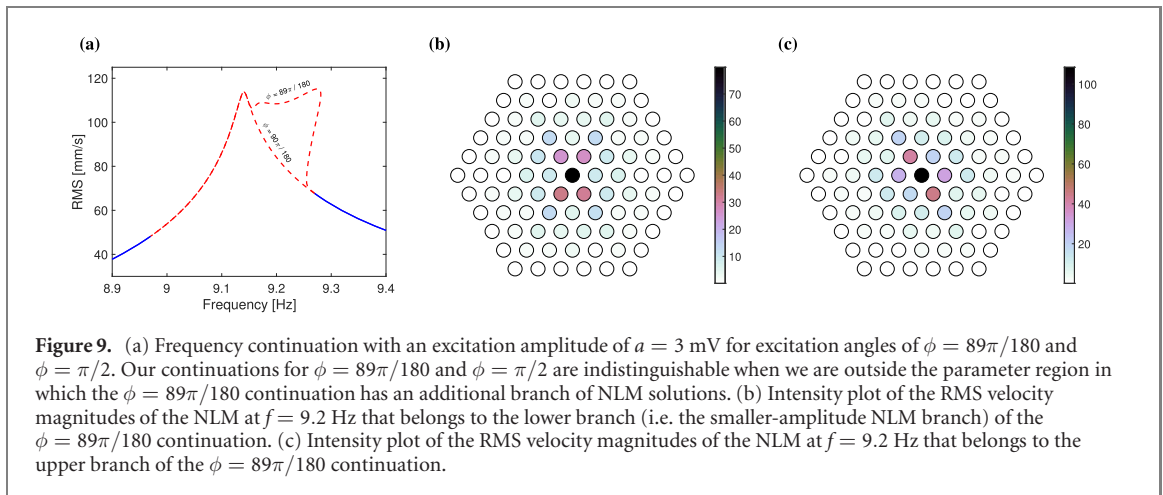 (a)
(b)
(c)
120
100
80
60
40
RMS [mm/s]
ϕ = 89π / 180
ϕ = 90π / 180
8.9
9
9.1
9.2
9.3
9.4
Frequency [Hz]
70
60
50
40
30
20
10
100
80
60
40
20
Figure 9. (a) Frequency continuation with an excitation amplitude of a = 3 mV for excitation angles of ϕ = 89π/180 and
ϕ = π/2. Our continuations for ϕ = 89π/180 and ϕ = π/2 are indistinguishable when we are outside the parameter region in
which the ϕ = 89π/180 continuation has an additional branch of NLM solutions. (b) Intensity plot of the RMS velocity
magnitudes of the NLM at f = 9.2 Hz that belongs to the lower branch (i.e. the smaller-amplitude NLM branch) of the
ϕ = 89π/180 continuation. (c) Intensity plot of the RMS velocity magnitudes of the NLM at f = 9.2 Hz that belongs to the
upper branch of the ϕ = 89π/180 continuation.